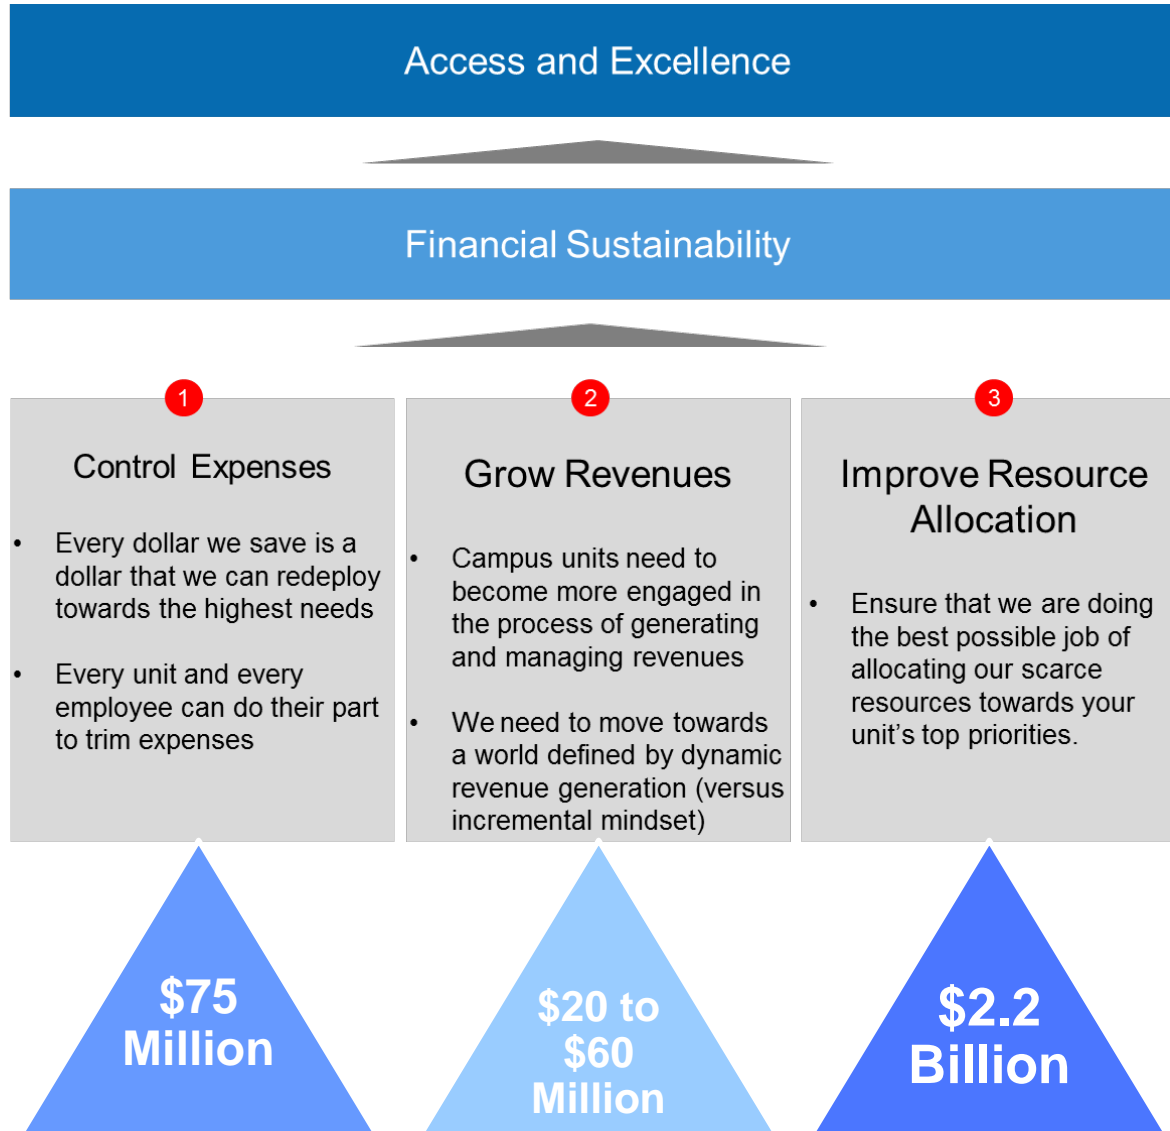 Access and Excellence
Financial Sustainability
1
Control Expenses
• Every dollar we save is a
dollar that we can redeploy
towards the highest needs
• Every unit and every
employee can do their part
to trim expenses
2
Grow Revenues
• Campus units need to
become more engaged in
the process of generating
and managing revenues
• We need to move towards
a world defined by dynamic
revenue generation (versus
incremental mindset)
3
Improve Resource
Allocation
• Ensure that we are doing
the best possible job of
allocating our scarce
resources towards your
unit’s top priorities.
$75
Million
$20 to
$60
Million
$2.2
Billion